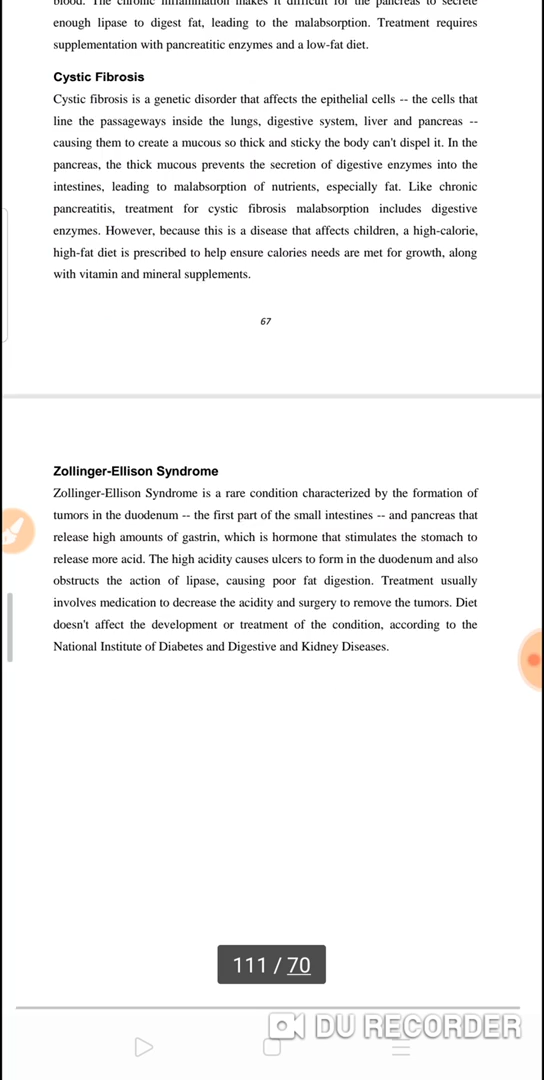 blood. The chronic inflammation makes it difficult for the pancreas to secrete
enough lipase to digest fat, leading to the malabsorption. Treatment requires
supplementation with pancreatitic enzymes and a low-fat diet.
Cystic Fibrosis
Cystic fibrosis is a genetic disorder that affects the epithelial cells -- the cells that
line the passageways inside the lungs, digestive system, liver and pancreas --
causing them to create a mucous so thick and sticky the body can't dispel it. In the
pancreas, the thick mucous prevents the secretion of digestive enzymes into the
intestines, leading to malabsorption of nutrients, especially fat. Like chronic
pancreatitis, treatment for cystic fibrosis malabsorption includes digestive
enzymes. However, because this is a disease that affects children, a high-calorie,
high-fat diet is prescribed to help ensure calories needs are met for growth, along
with vitamin and mineral supplements.
67
Zollinger-Ellison Syndrome
Zollinger-Ellison Syndrome is a rare condition characterized by the formation of
tumors in the duodenum -- the first part of the small intestines -- and pancreas that
release high amounts of gastrin, which is hormone that stimulates the stomach to
release more acid. The high acidity causes ulcers to form in the duodenum and also
obstructs the action of lipase, causing poor fat digestion. Treatment usually
involves medication to decrease the acidity and surgery to remove the tumors. Diet
doesn't affect the development or treatment of the condition, according to the
National Institute of Diabetes and Digestive and Kidney Diseases.
111 / 70
DU RECORDER